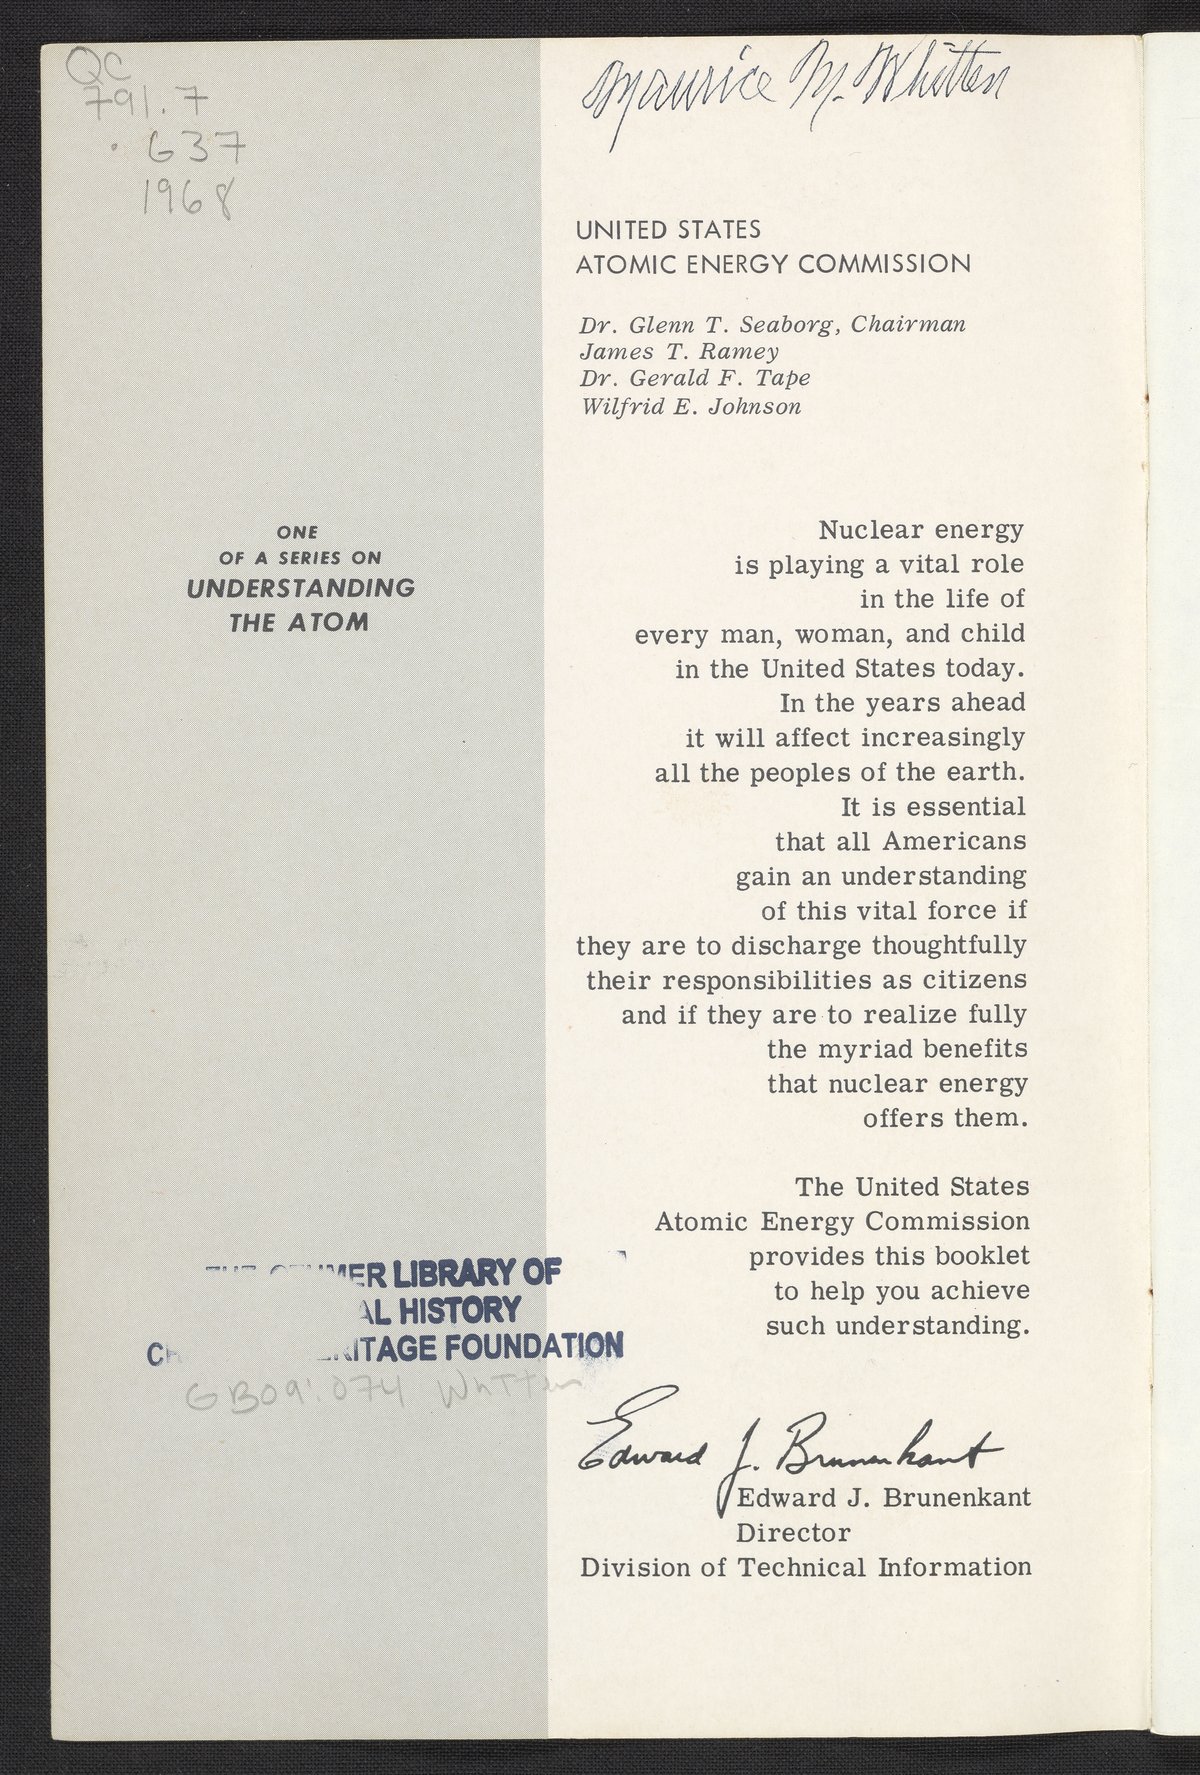 QC
791.7
.G37
1968
Maurice M. Whitten
UNITED STATES
ATOMIC ENERGY COMMISSION
Dr. Glenn T. Seaborg, Chairman
James T. Ramey
Dr. Gerald F. Tape
Wilfrid E. Johnson
ONE
OF A SERIES ON
UNDERSTANDING
THE ATOM
Nuclear energy
is playing a vital role
in the life of
every man, woman, and child
in the United States today.
In the years ahead
it will affect increasingly
all the peoples of the earth.
It is essential
that all Americans
gain an understanding
of this vital force if
they are to discharge thoughtfully
their responsibilities as citizens
and if they are to realize fully
the myriad benefits
that nuclear energy
offers them.
The United States
Atomic Energy Commission
provides this booklet
to help you achieve
such understanding.
LIBRARY OF
HISTORY
FOUNDATION
GB09:074 Whitten
Edward J. Brunenkant
Edward J. Brunenkant
Director
Division of Technical Information